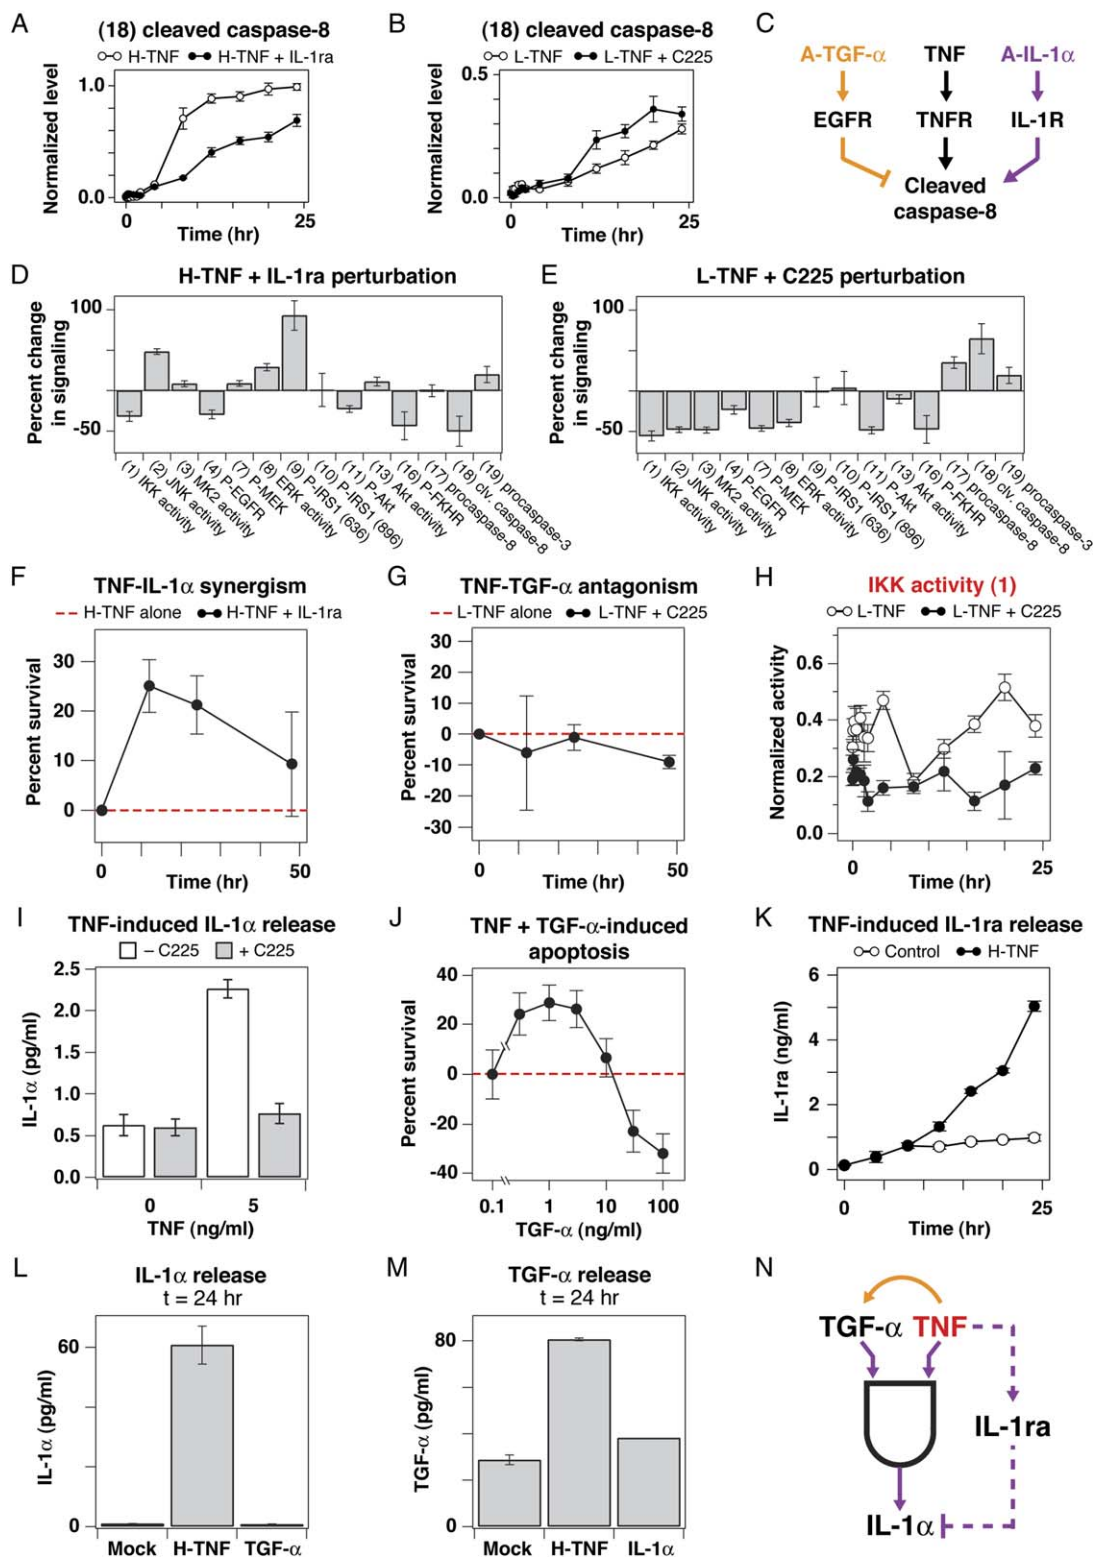 A
(18) cleaved caspase-8
H-TNF H-TNF + IL-1ra
Normalized level
1.0
0.0
0 25
Time (hr)
B
(18) cleaved caspase-8
L-TNF L-TNF + C225
Normalized level
0.5
0.0
0 25
Time (hr)
C
A-TGF-α TNF A-IL-1α
EGFR TNFR IL-1R
Cleaved
caspase-8
D
H-TNF + IL-1ra perturbation
Percent change
in signaling
100
-50
(1) IKK activity
(2) JNK activity
(3) MK2 activity
(4) P-EGFR
(7) P-MEK
(8) ERK activity
(9) P-IRS1 (636)
(10) P-IRS1 (896)
(11) P-Akt
(13) Akt activity
(16) P-FKHR
(17) procaspase-8
(18) clv. caspase-8
(19) procaspase-3
E
L-TNF + C225 perturbation
Percent change
in signaling
100
-50
(1) IKK activity
(2) JNK activity
(3) MK2 activity
(4) P-EGFR
(7) P-MEK
(8) ERK activity
(9) P-IRS1 (636)
(10) P-IRS1 (896)
(11) P-Akt
(13) Akt activity
(16) P-FKHR
(17) procaspase-8
(18) clv. caspase-8
(19) procaspase-3
F
TNF-IL-1α synergism
H-TNF alone H-TNF + IL-1ra
Percent survival
30
20
10
0
0 50
Time (hr)
G
TNF-TGF-α antagonism
L-TNF alone L-TNF + C225
Percent survival
30
20
10
0
-10
-20
-30
0 50
Time (hr)
H
IKK activity (1)
L-TNF L-TNF + C225
Normalized activity
0.6
0.4
0.2
0.0
0 25
Time (hr)
I
TNF-induced IL-1α release
– C225 + C225
IL-1α (pg/ml)
2.5
2.0
1.5
1.0
0.5
0.0
0 5
TNF (ng/ml)
J
TNF + TGF-α-induced
apoptosis
Percent survival
40
20
0
-20
-40
0.1 1 10 100
TGF-α (ng/ml)
K
TNF-induced IL-1ra release
Control H-TNF
IL-1ra (ng/ml)
6
4
2
0
0 25
Time (hr)
L
IL-1α release
t = 24 hr
IL-1α (pg/ml)
60
0
Mock H-TNF TGF-α
M
TGF-α release
t = 24 hr
TGF-α (pg/ml)
80
0
Mock H-TNF IL-1α
N
TGF-α TNF
IL-1ra
IL-1α